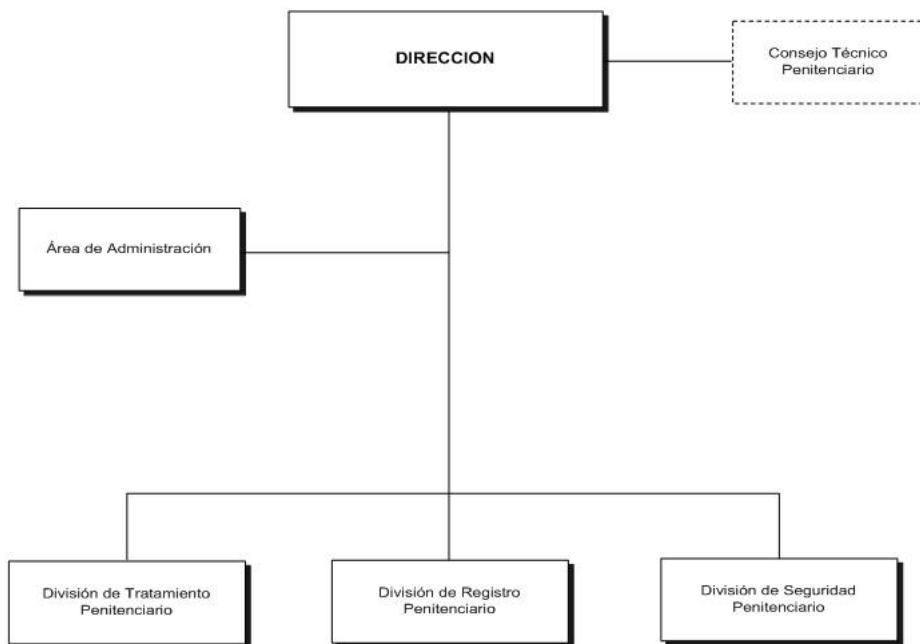 DIRECCION
Consejo Técnico
Penitenciario
Área de Administración
División de Tratamiento
Penitenciario
División de Registro
Penitenciario
División de Seguridad
Penitenciario